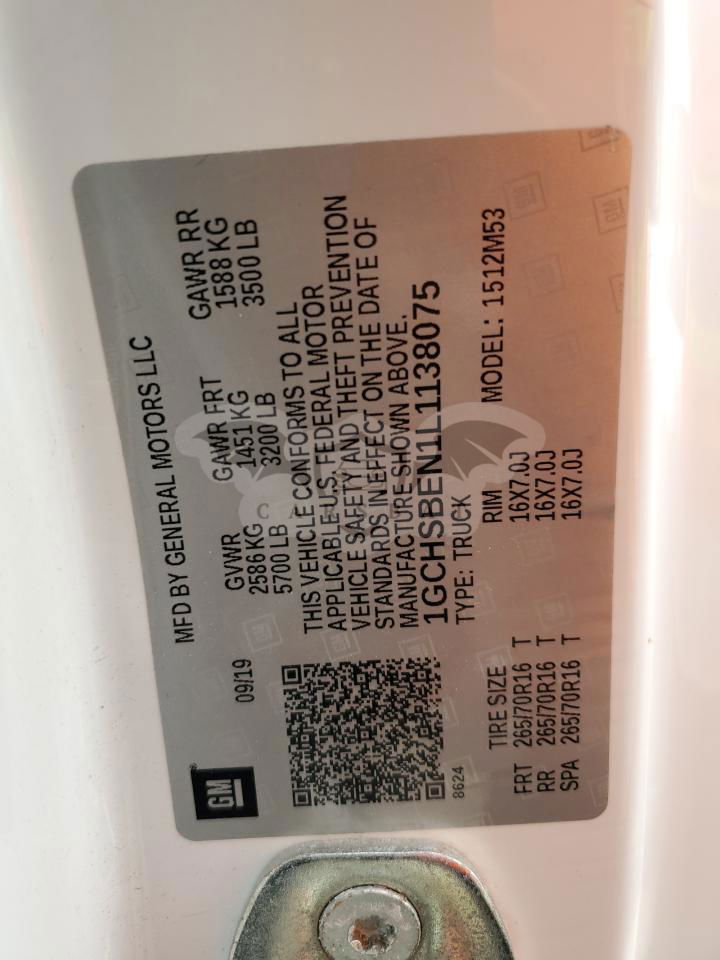 GM
09/19
MFD BY GENERAL MOTORS LLC
GVWR GAWR FRT GAWR RR
2586 KG 1451 KG 1588 KG
5700 LB 3200 LB 3500 LB
THIS VEHICLE CONFORMS TO ALL
APPLICABLE U.S. FEDERAL MOTOR
VEHICLE SAFETY AND THEFT PREVENTION
STANDARDS IN EFFECT ON THE DATE OF
MANUFACTURE SHOWN ABOVE.
1GCHSBEN1L1138075
8624 TYPE: TRUCK
TIRE SIZE RIM MODEL: 1512M53
FRT 265/70R16 T 16X7.0J
RR 265/70R16 T 16X7.0J
SPA 265/70R16 T 16X7.0J